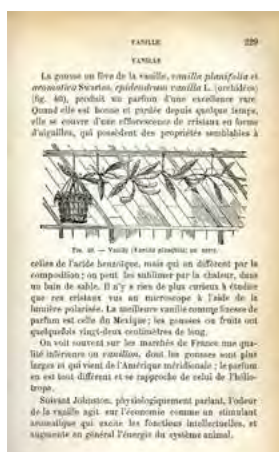 VANILLE 229
VANILLE
La gousse ou fève de la vanille, vanilla planifolia et
aromatica Swartes, epidendrum vanilla L. (orchidées)
(fig. 40), produit un parfum d'une excellence rare.
Quand elle est bonne et gardée depuis quelque temps,
elle se couvre d'une efflorescence de cristaux en forme
d'aiguilles, qui possèdent des propriétés semblables à
Fig. — Vanille (Vanilla planifolia) en
celles de l'acide benzoïque, mais qui en diffèrent par la
composition; on peut les sublimer par la chaleur, dans
un bain de sable. Il n'y a rien de plus curieux à étudier
que ces cristaux vus au microscope à l'aide de la
lumière polarisée. La meilleure vanille comme finesse de
parfum est celle du Mexique; les gousses ou fruits ont
quelquefois vingt-deux centimètres de long.
On voit souvent sur les marchés de France une qua-
lité inférieure ou vanillon, dont les gousses sont plus
larges et qui vient de l'Amérique méridionale; le parfum
en est tout différent et se rapproche de celui de l'hélio-
trope.
Suivant Johnston, physiologiquement parlant, l'odeur
de la vanille agit sur l'économie comme un stimulant
aromatique qui excite les fonctions intellectuelles, et
augmente en général l'énergie du système animal.